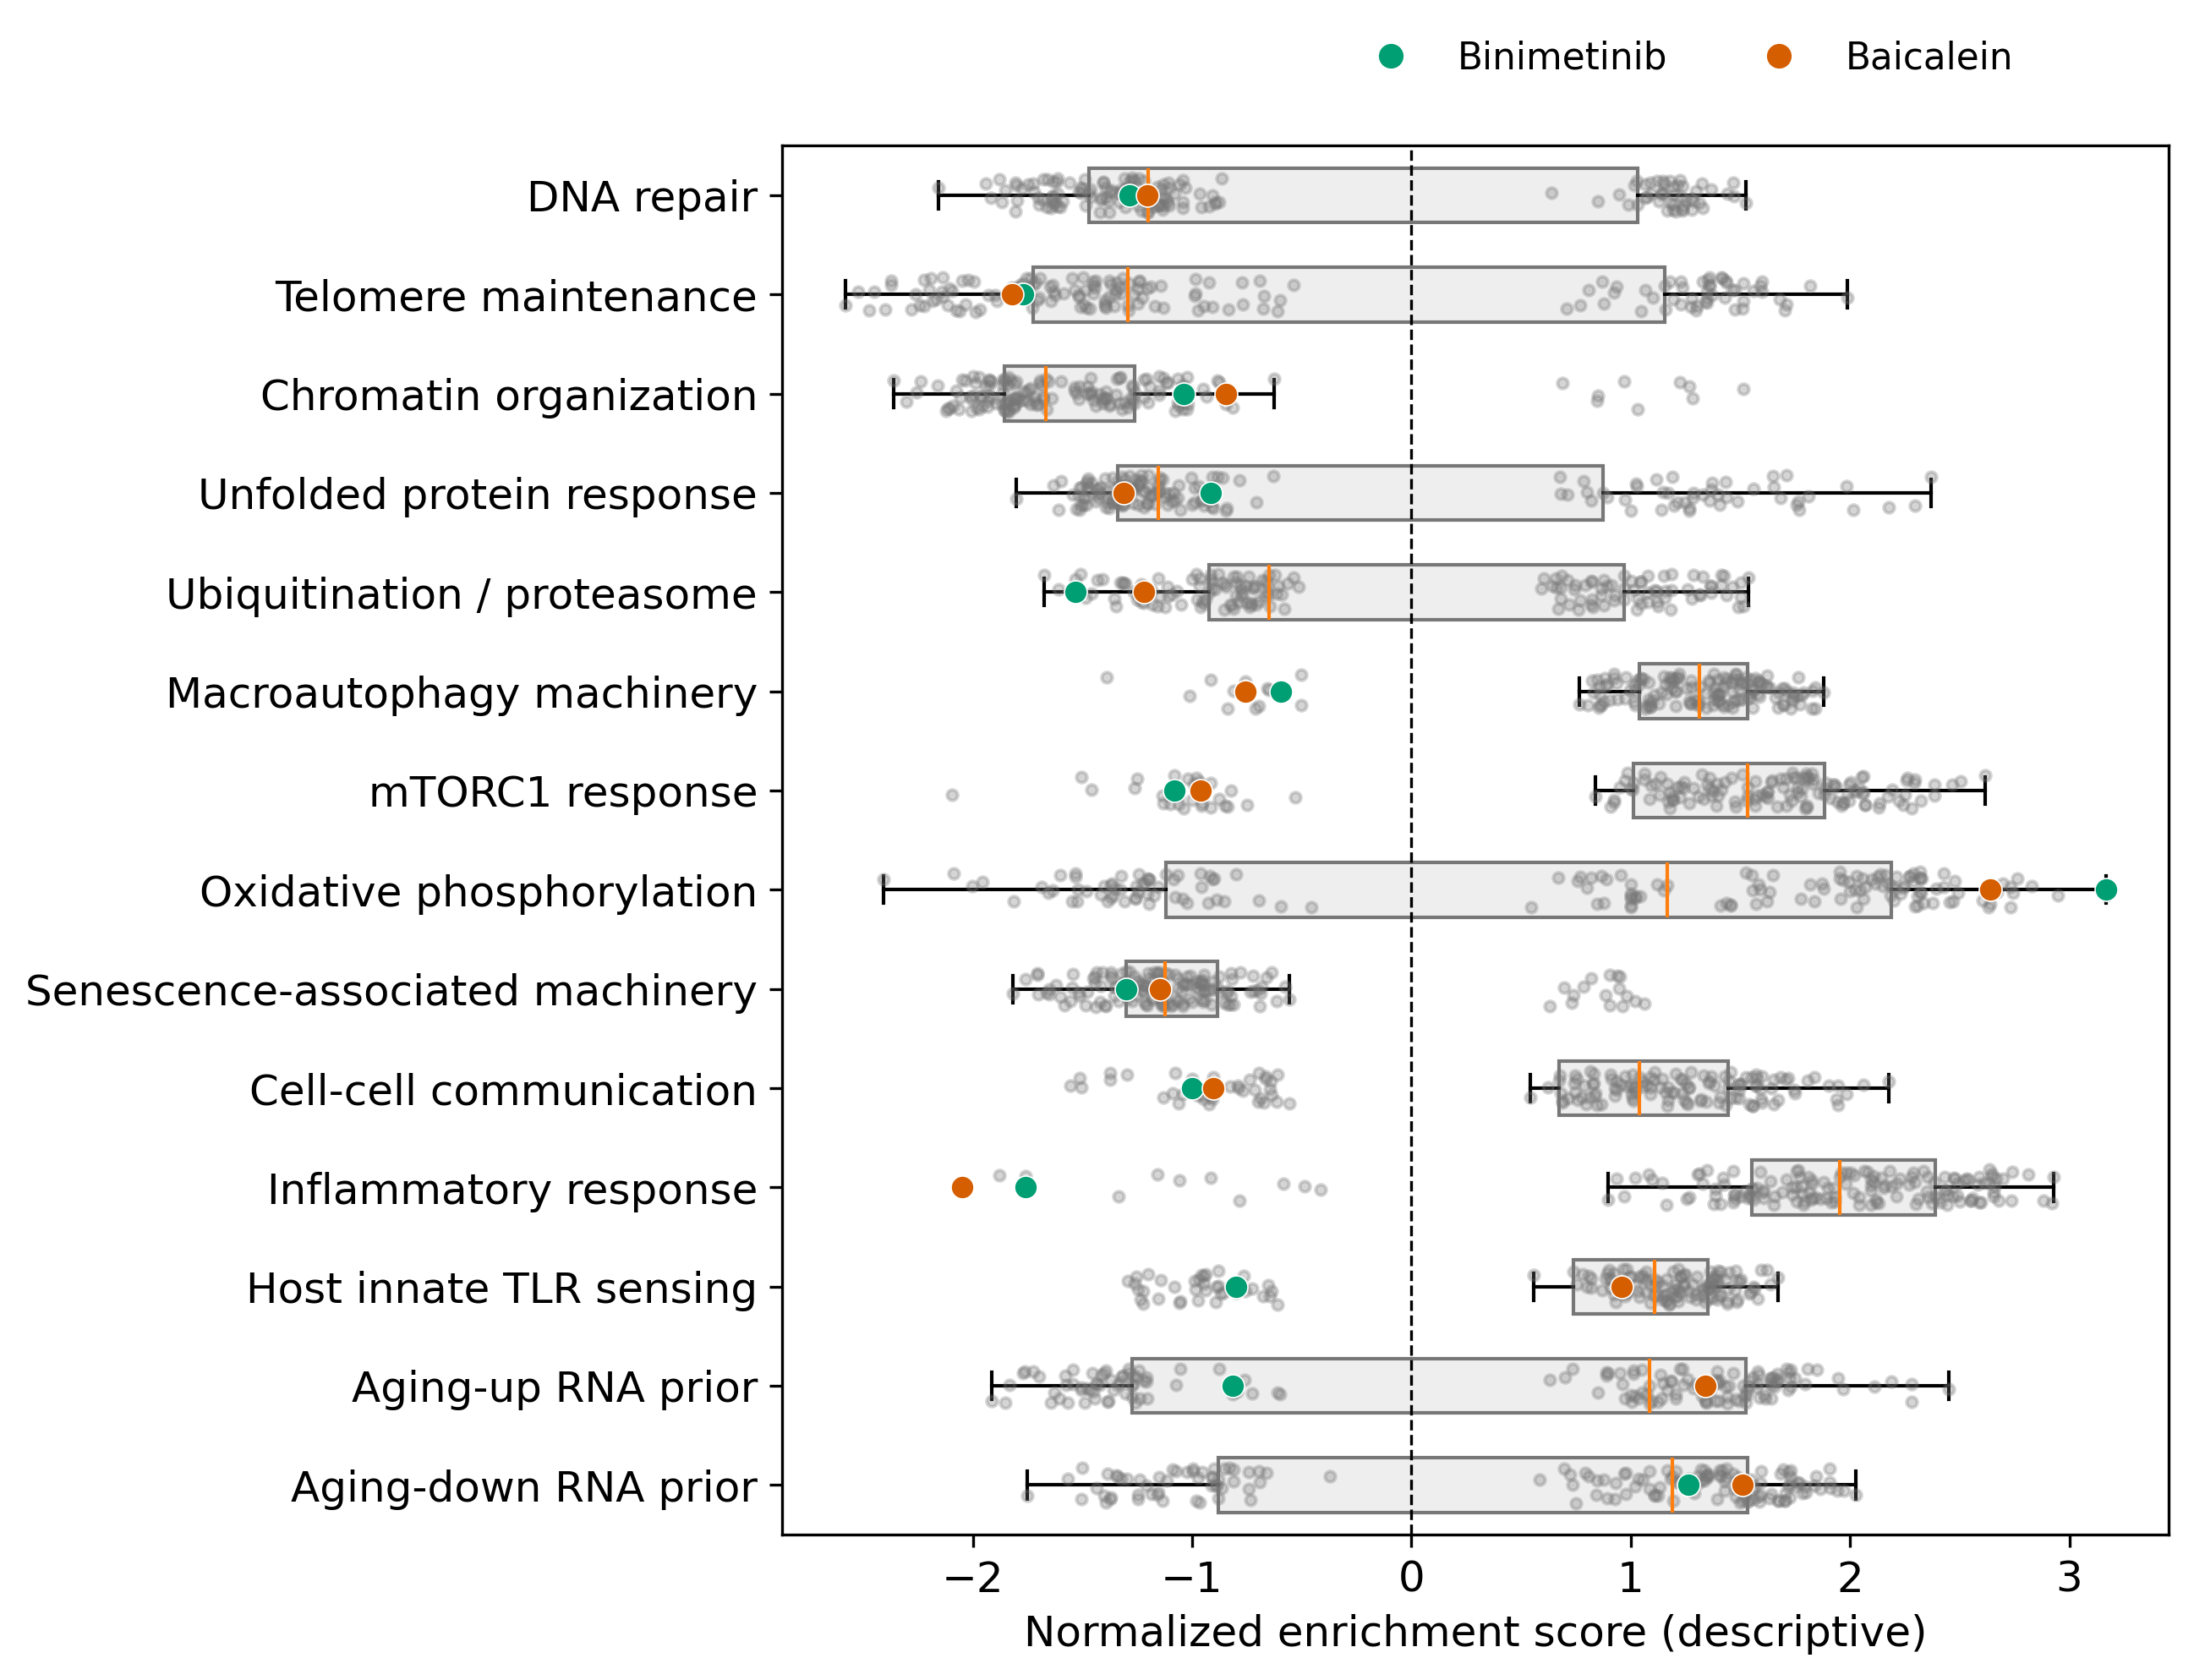 Binimetinib
Baicalein
DNA repair
Telomere maintenance
Chromatin organization
Unfolded protein response
Ubiquitination / proteasome
Macroautophagy machinery
mTORC1 response
Oxidative phosphorylation
Senescence-associated machinery
Cell-cell communication
Inflammatory response
Host innate TLR sensing
Aging-up RNA prior
Aging-down RNA prior
−2 −1 0 1 2 3
Normalized enrichment score (descriptive)